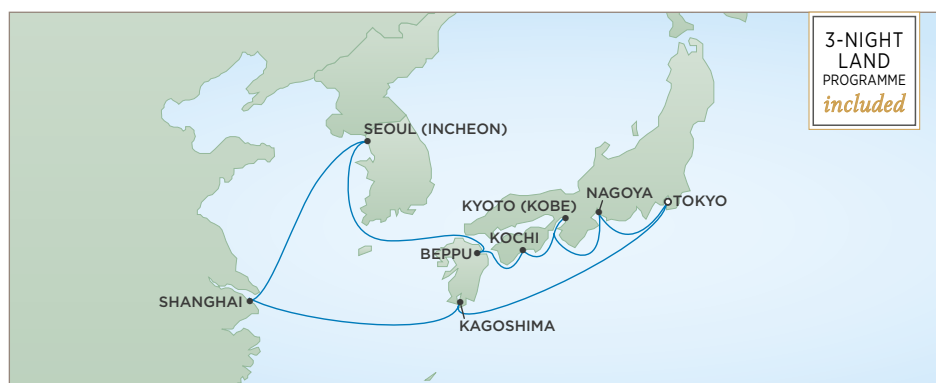 3-NIGHT
LAND
PROGRAMME
included
SEOUL (INCHEON)
NAGOYA
KYOTO (KOBE)
TOKYO
KOCHI
BEPPU
SHANGHAI
KAGOSHIMA